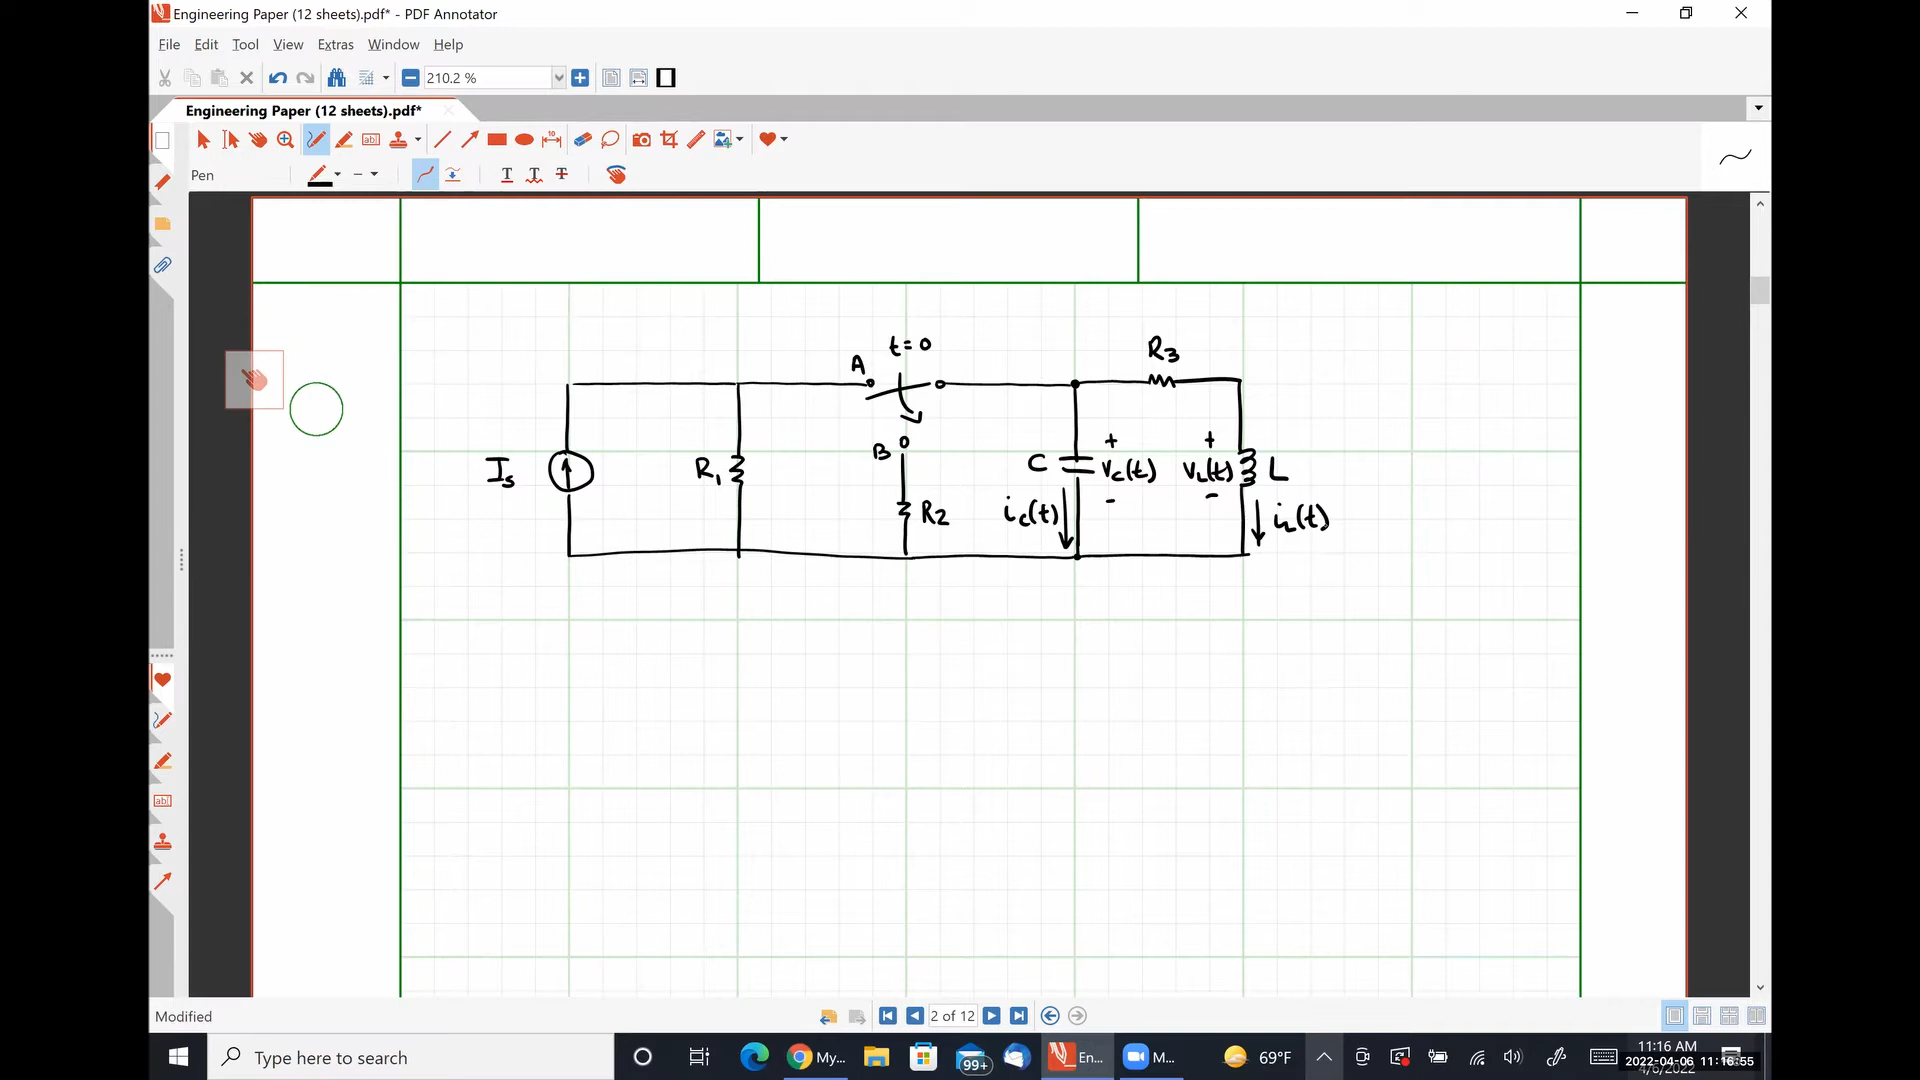 Engineering Paper (12 sheets).pdf* - PDF Annotator
File Edit Tool View Extras Window Help
210.2 %
Engineering Paper (12 sheets).pdf*
Pen
t=0
A
R3
B
Is
R1
C
+
vc(t)
-
+
vL(t)
-
L
R2
ic(t)
iL(t)
Modified
2 of 12
Type here to search
My...
99+
En...
M...
69°F
11:16 AM
2022-04-06 11:16:55